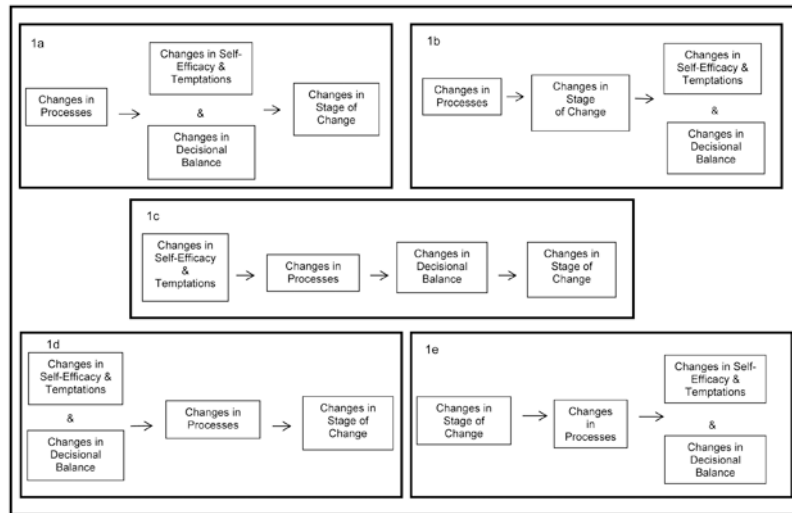 1a
Changes in
Processes
Changes in Self-
Efficacy &
Temptations
&
Changes in
Decisional
Balance
Changes in
Stage of
Change
1b
Changes in
Processes
Changes in
Stage
of Change
Changes in
Self-Efficacy &
Temptations
&
Changes in
Decisional
Balance
1c
Changes in
Self-Efficacy
&
Temptations
Changes in
Processes
Changes in
Decisional
Balance
Changes in
Stage of
Change
1d
Changes in
Self-Efficacy &
Temptations
&
Changes in
Decisional
Balance
Changes in
Processes
Changes in
Stage of
Change
1e
Changes in
Stage of
Change
Changes
in
Processes
Changes in Self-
Efficacy &
Temptations
&
Changes in
Decisional
Balance